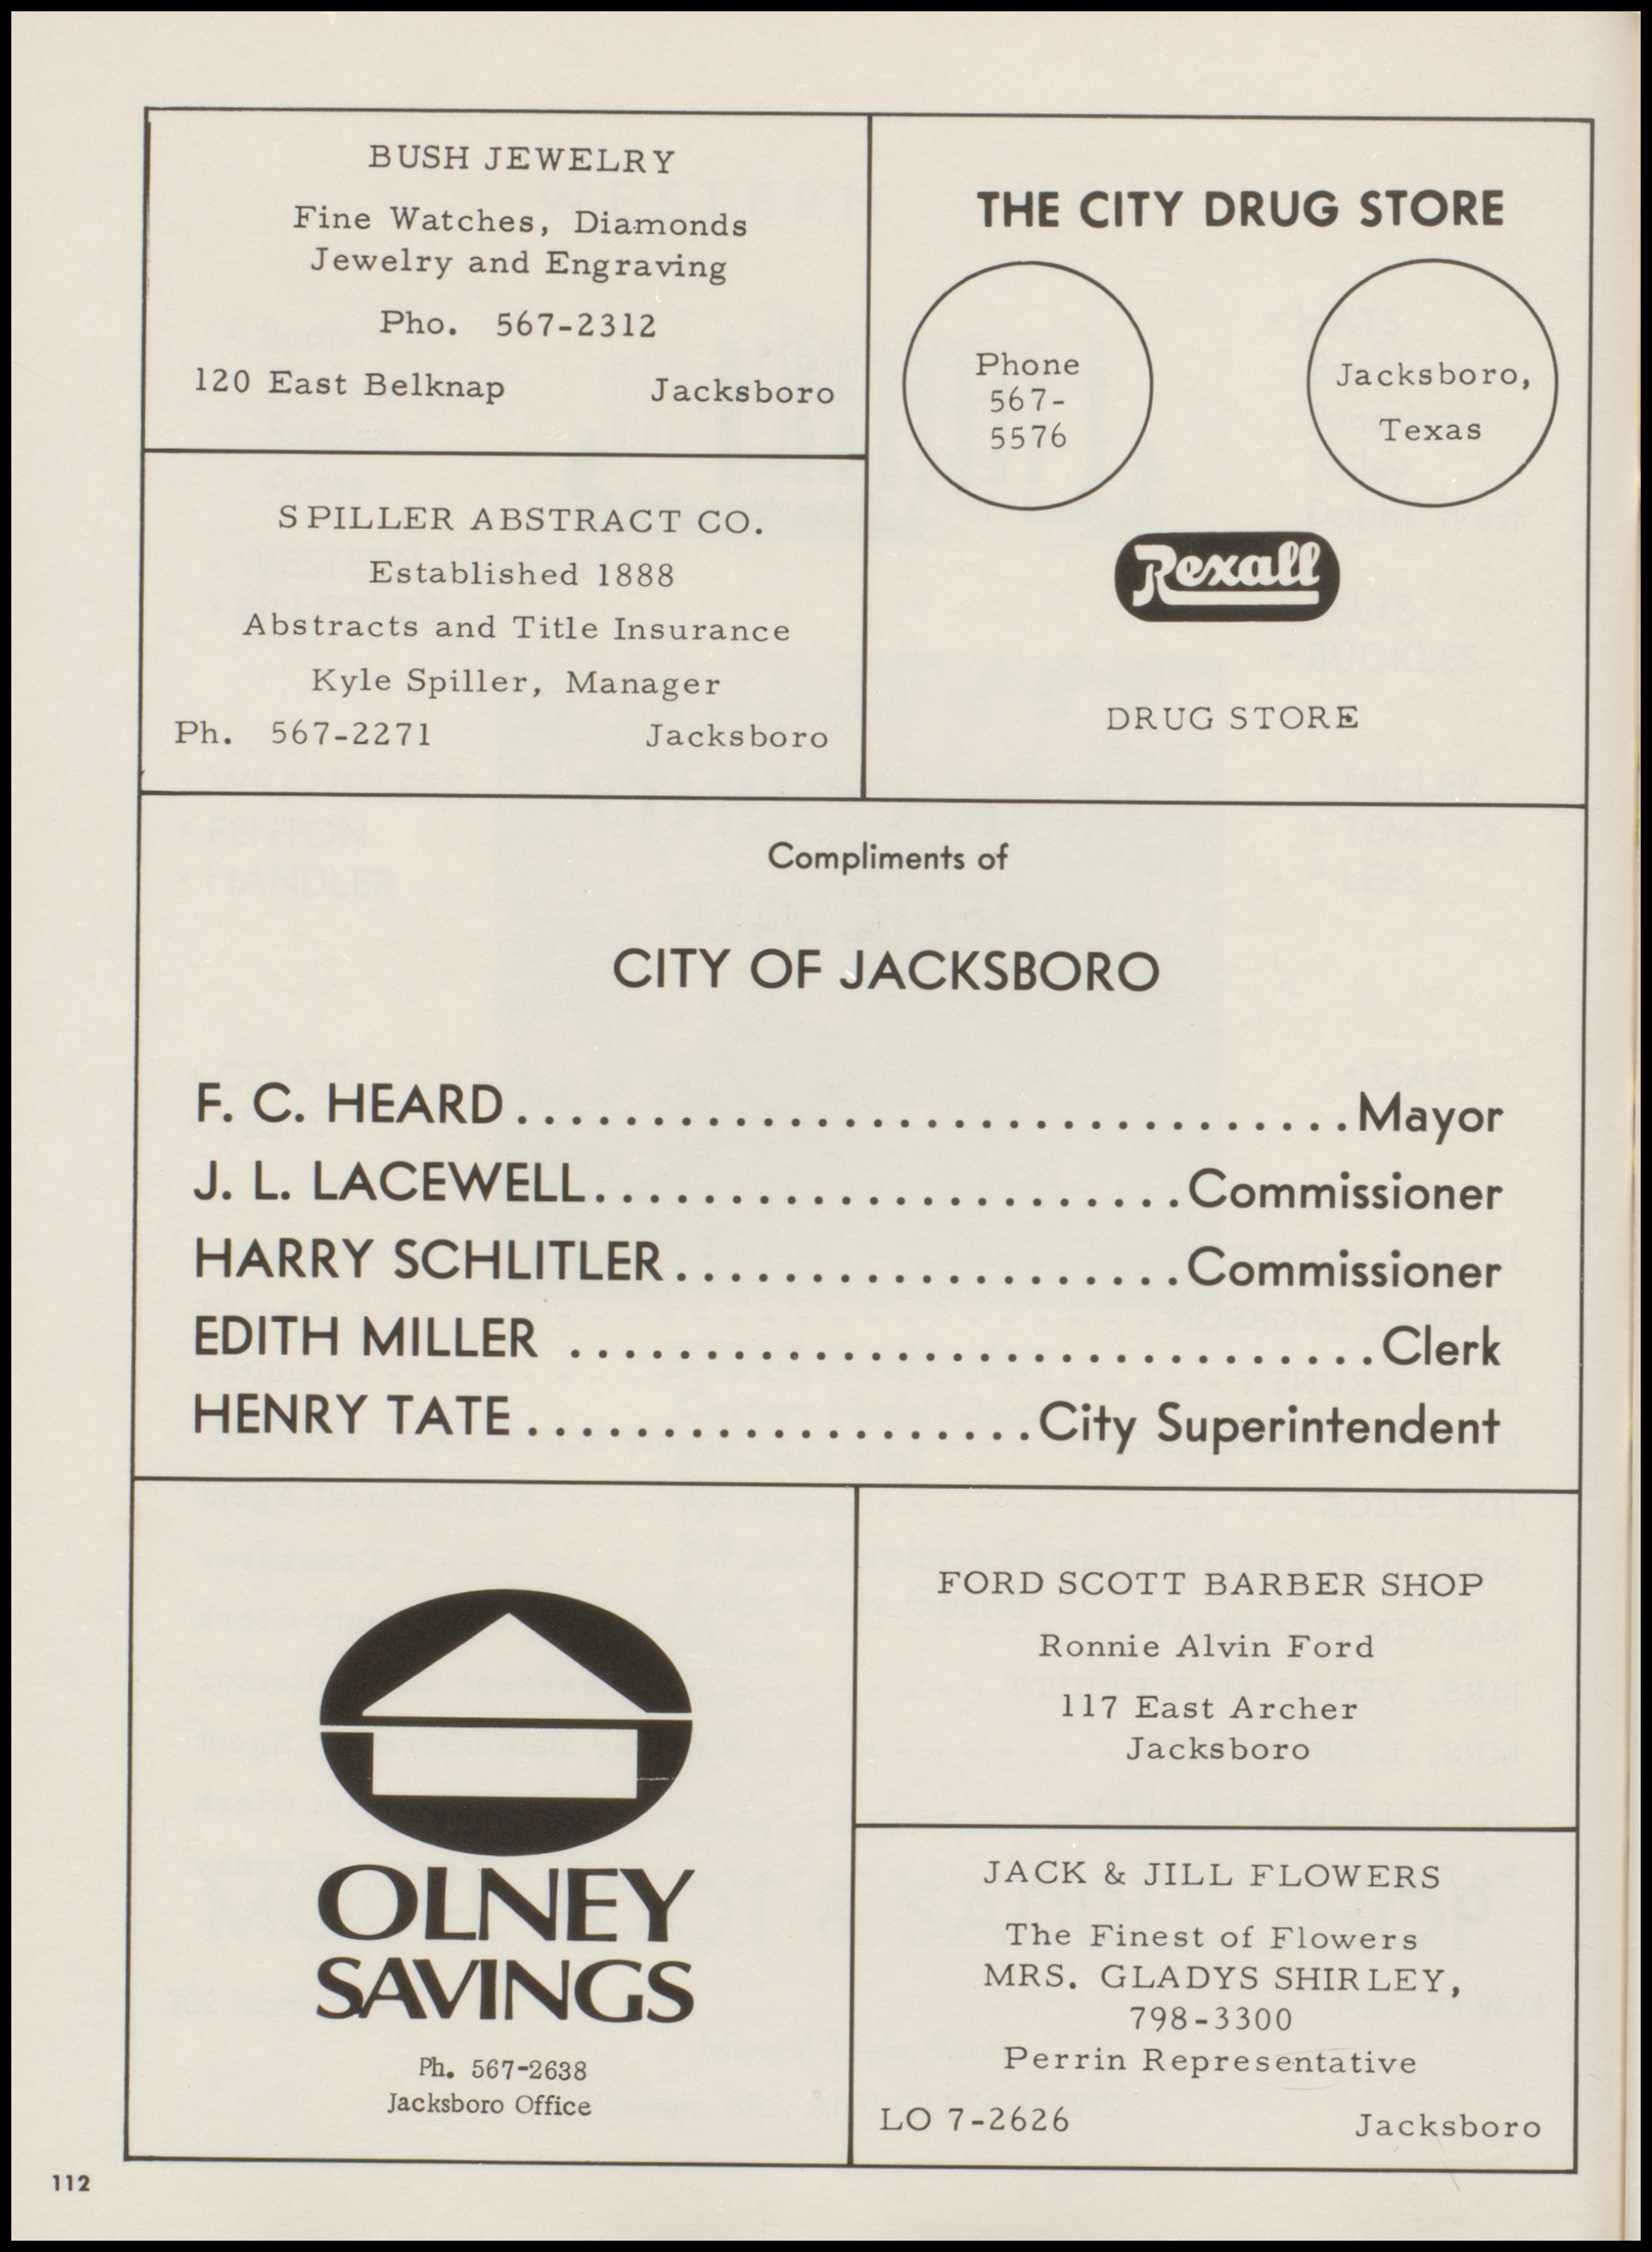 BUSH JEWELRY
Fine Watches, Diamonds
Jewelry and Engraving
Pho. 567-2312
120 East Belknap Jacksboro
SPILLER ABSTRACT CO.
Established 1888
Abstracts and Title Insurance
Kyle Spiller, Manager
Ph. 567-2271 Jacksboro
THE CITY DRUG STORE
Phone
567-
5576
Jacksboro,
Texas
Rexall
DRUG STORE
Compliments of
CITY OF JACKSBORO
F. C. HEARD...............................Mayor
J. L. LACEWELL......................Commissioner
HARRY SCHLITLER...................Commissioner
EDITH MILLER ..............................Clerk
HENRY TATE...................City Superintendent
OLNEY
SAVINGS
Ph. 567-2638
Jacksboro Office
FORD SCOTT BARBER SHOP
Ronnie Alvin Ford
117 East Archer
Jacksboro
JACK & JILL FLOWERS
The Finest of Flowers
MRS. GLADYS SHIRLEY,
798-3300
Perrin Representative
LO 7-2626 Jacksboro
112